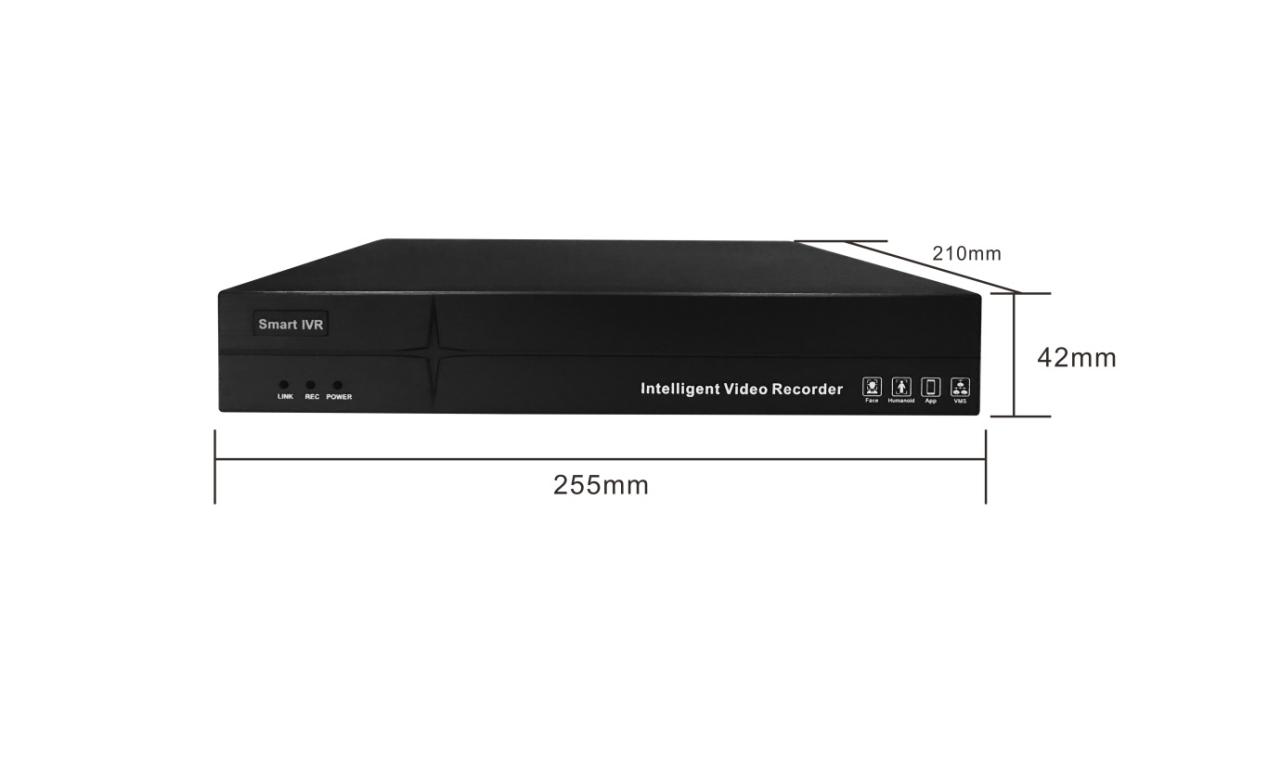 210mm
Smart IVR
42mm
Intelligent Video Recorder
LINK REC POWER
Face Humanoid App VMS
255mm